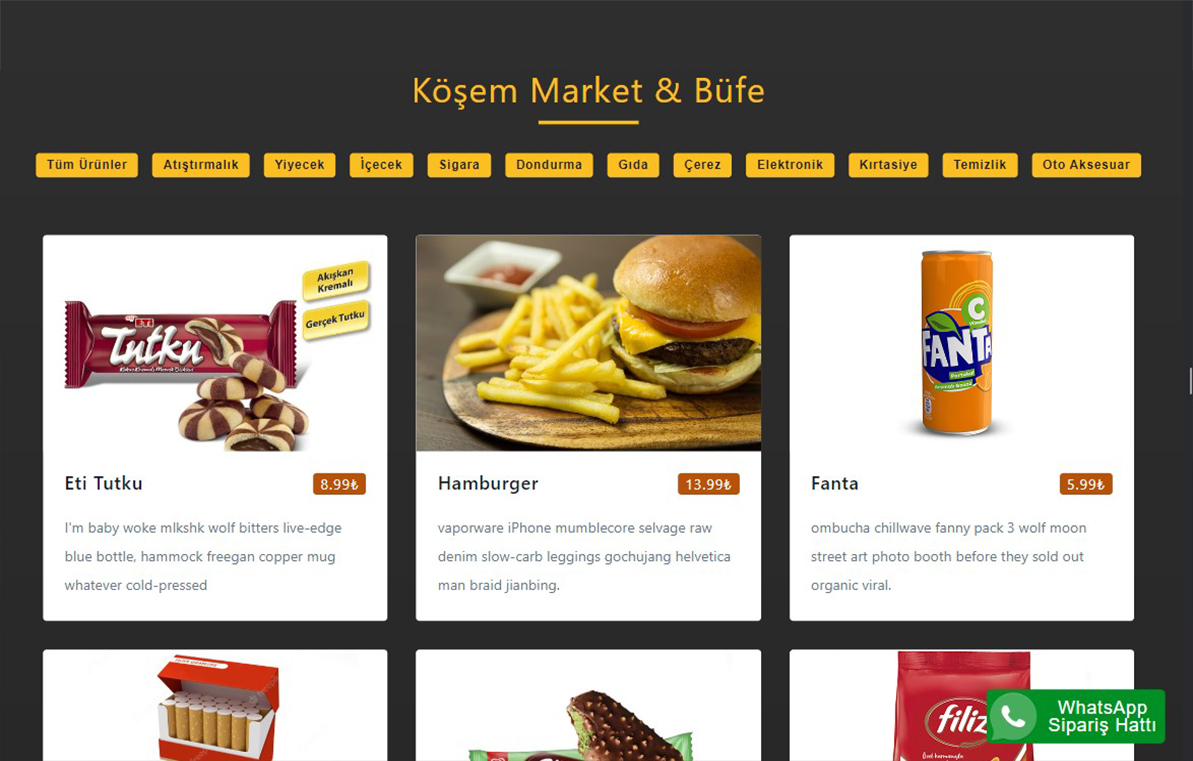 Köşem Market & Büfe
Tüm Ürünler
Atıştırmalık
Yiyecek
İçecek
Sigara
Dondurma
Gıda
Çerez
Elektronik
Kırtasiye
Temizlik
Oto Aksesuar
Akışkan
Kremalı
Gerçek Tutku
ETİ
Tutku
C
FANTA
Portakal
Eti Tutku
8.99₺
Hamburger
13.99₺
Fanta
5.99₺
I'm baby woke mlkshk wolf bitters live-edge
blue bottle, hammock freegan copper mug
whatever cold-pressed
vaporware iPhone mumblecore selvage raw
denim slow-carb leggings gochujang helvetica
man braid jianbing.
ombucha chillwave fanny pack 3 wolf moon
street art photo booth before they sold out
organic viral.
filiz
WhatsApp
Sipariş Hattı